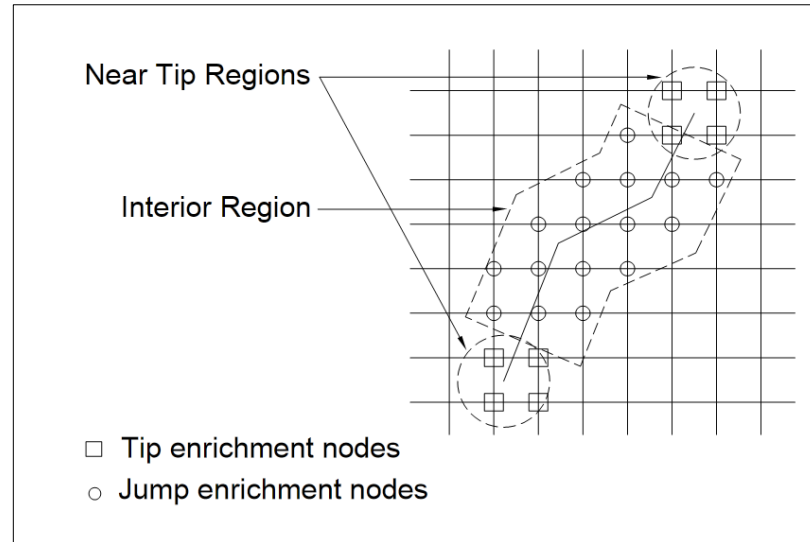 Near Tip Regions
Interior Region
Tip enrichment nodes
Jump enrichment nodes